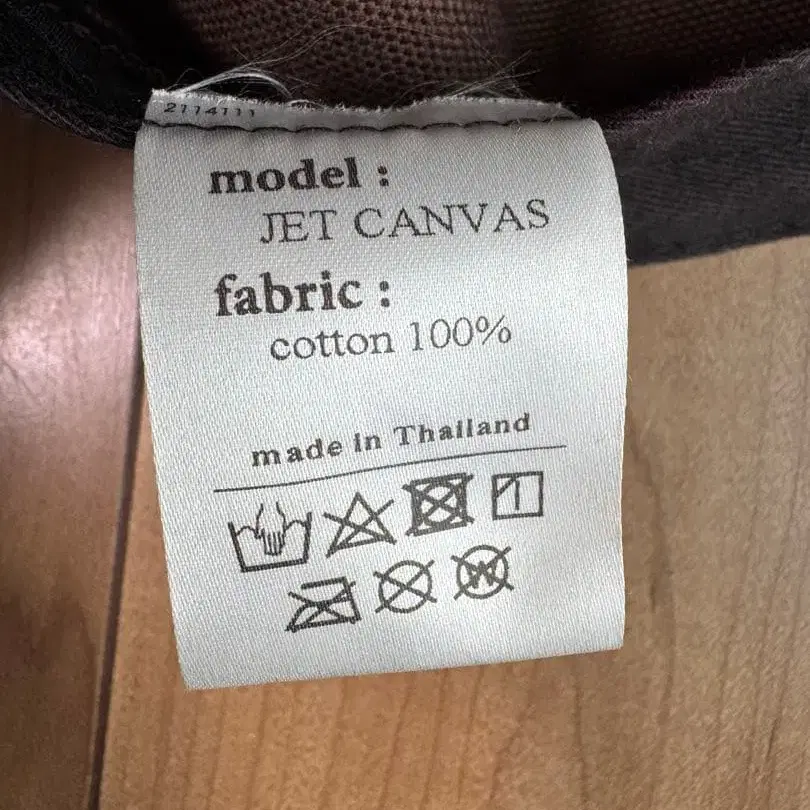 2114111
model :
JET CANVAS
fabric :
cotton 100%
made in Thailand
W